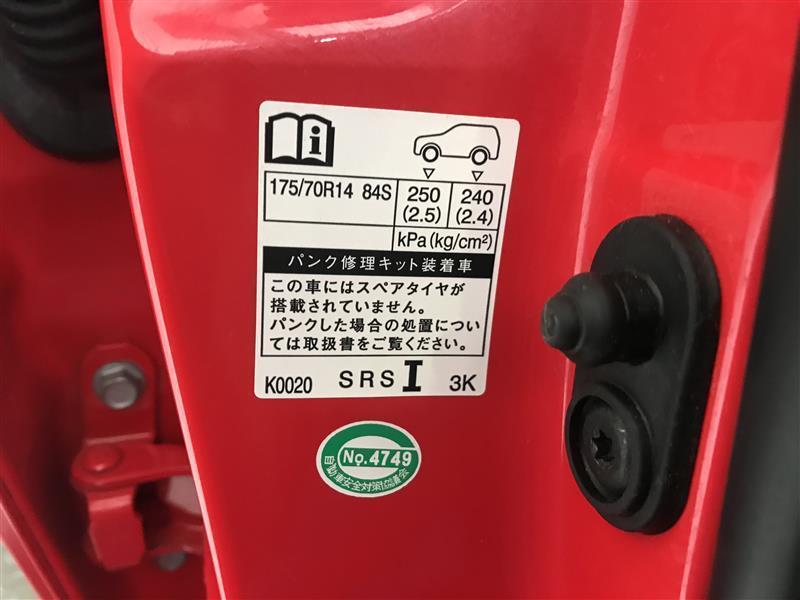 175/70R14 84S 250 240
(2.5) (2.4)
kPa(kg/cm²)
パンク修理キット装着車
この車にはスペアタイヤが
搭載されていません。
パンクした場合の処置につい
ては取扱書をご覧ください。
K0020 SRS I 3K
No.4749